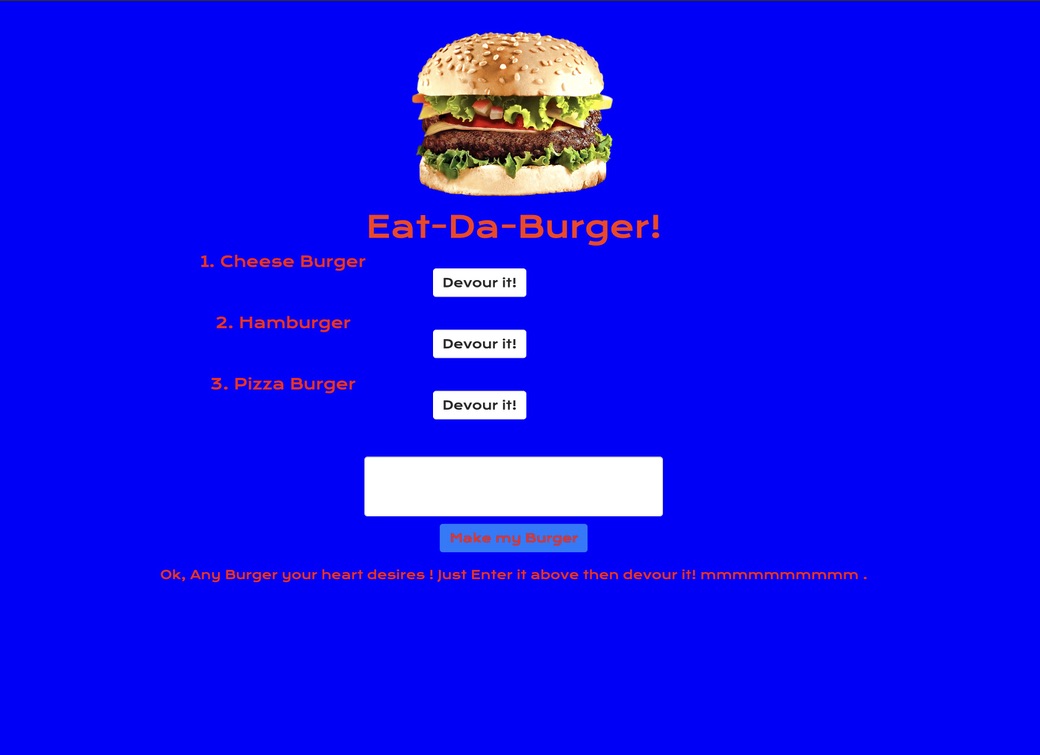 Eat-Da-Burger!
1. Cheese Burger
Devour it!
2. Hamburger
Devour it!
3. Pizza Burger
Devour it!
Make my Burger
Ok, Any Burger your heart desires ! Just Enter it above then devour it! mmmmmmmmmm .